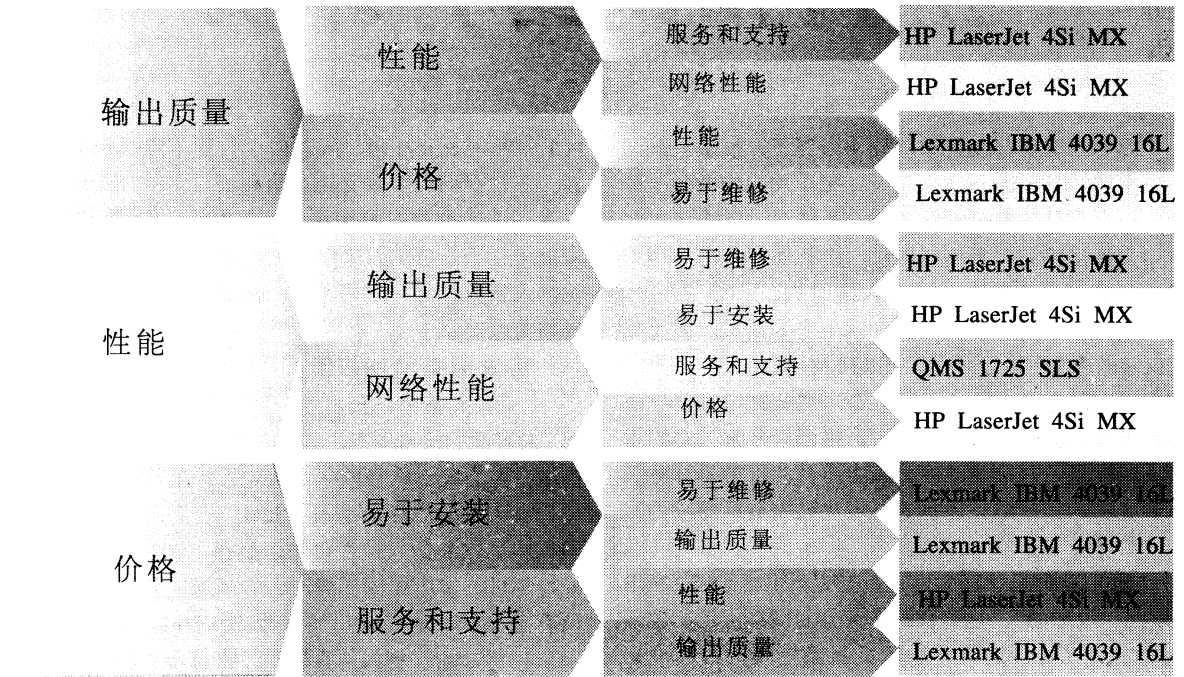 输出质量
性能
服务和支持
HP LaserJet 4Si MX
网络性能
HP LaserJet 4Si MX
价格
性能
Lexmark IBM 4039 16L
易于维修
Lexmark IBM 4039 16L
性能
输出质量
易于维修
HP LaserJet 4Si MX
易于安装
HP LaserJet 4Si MX
网络性能
服务和支持
QMS 1725 SLS
价格
HP LaserJet 4Si MX
价格
易于安装
易于维修
Lexmark IBM 4039 16L
输出质量
Lexmark IBM 4039 16L
服务和支持
性能
HP LaserJet 4Si MX
输出质量
Lexmark IBM 4039 16L